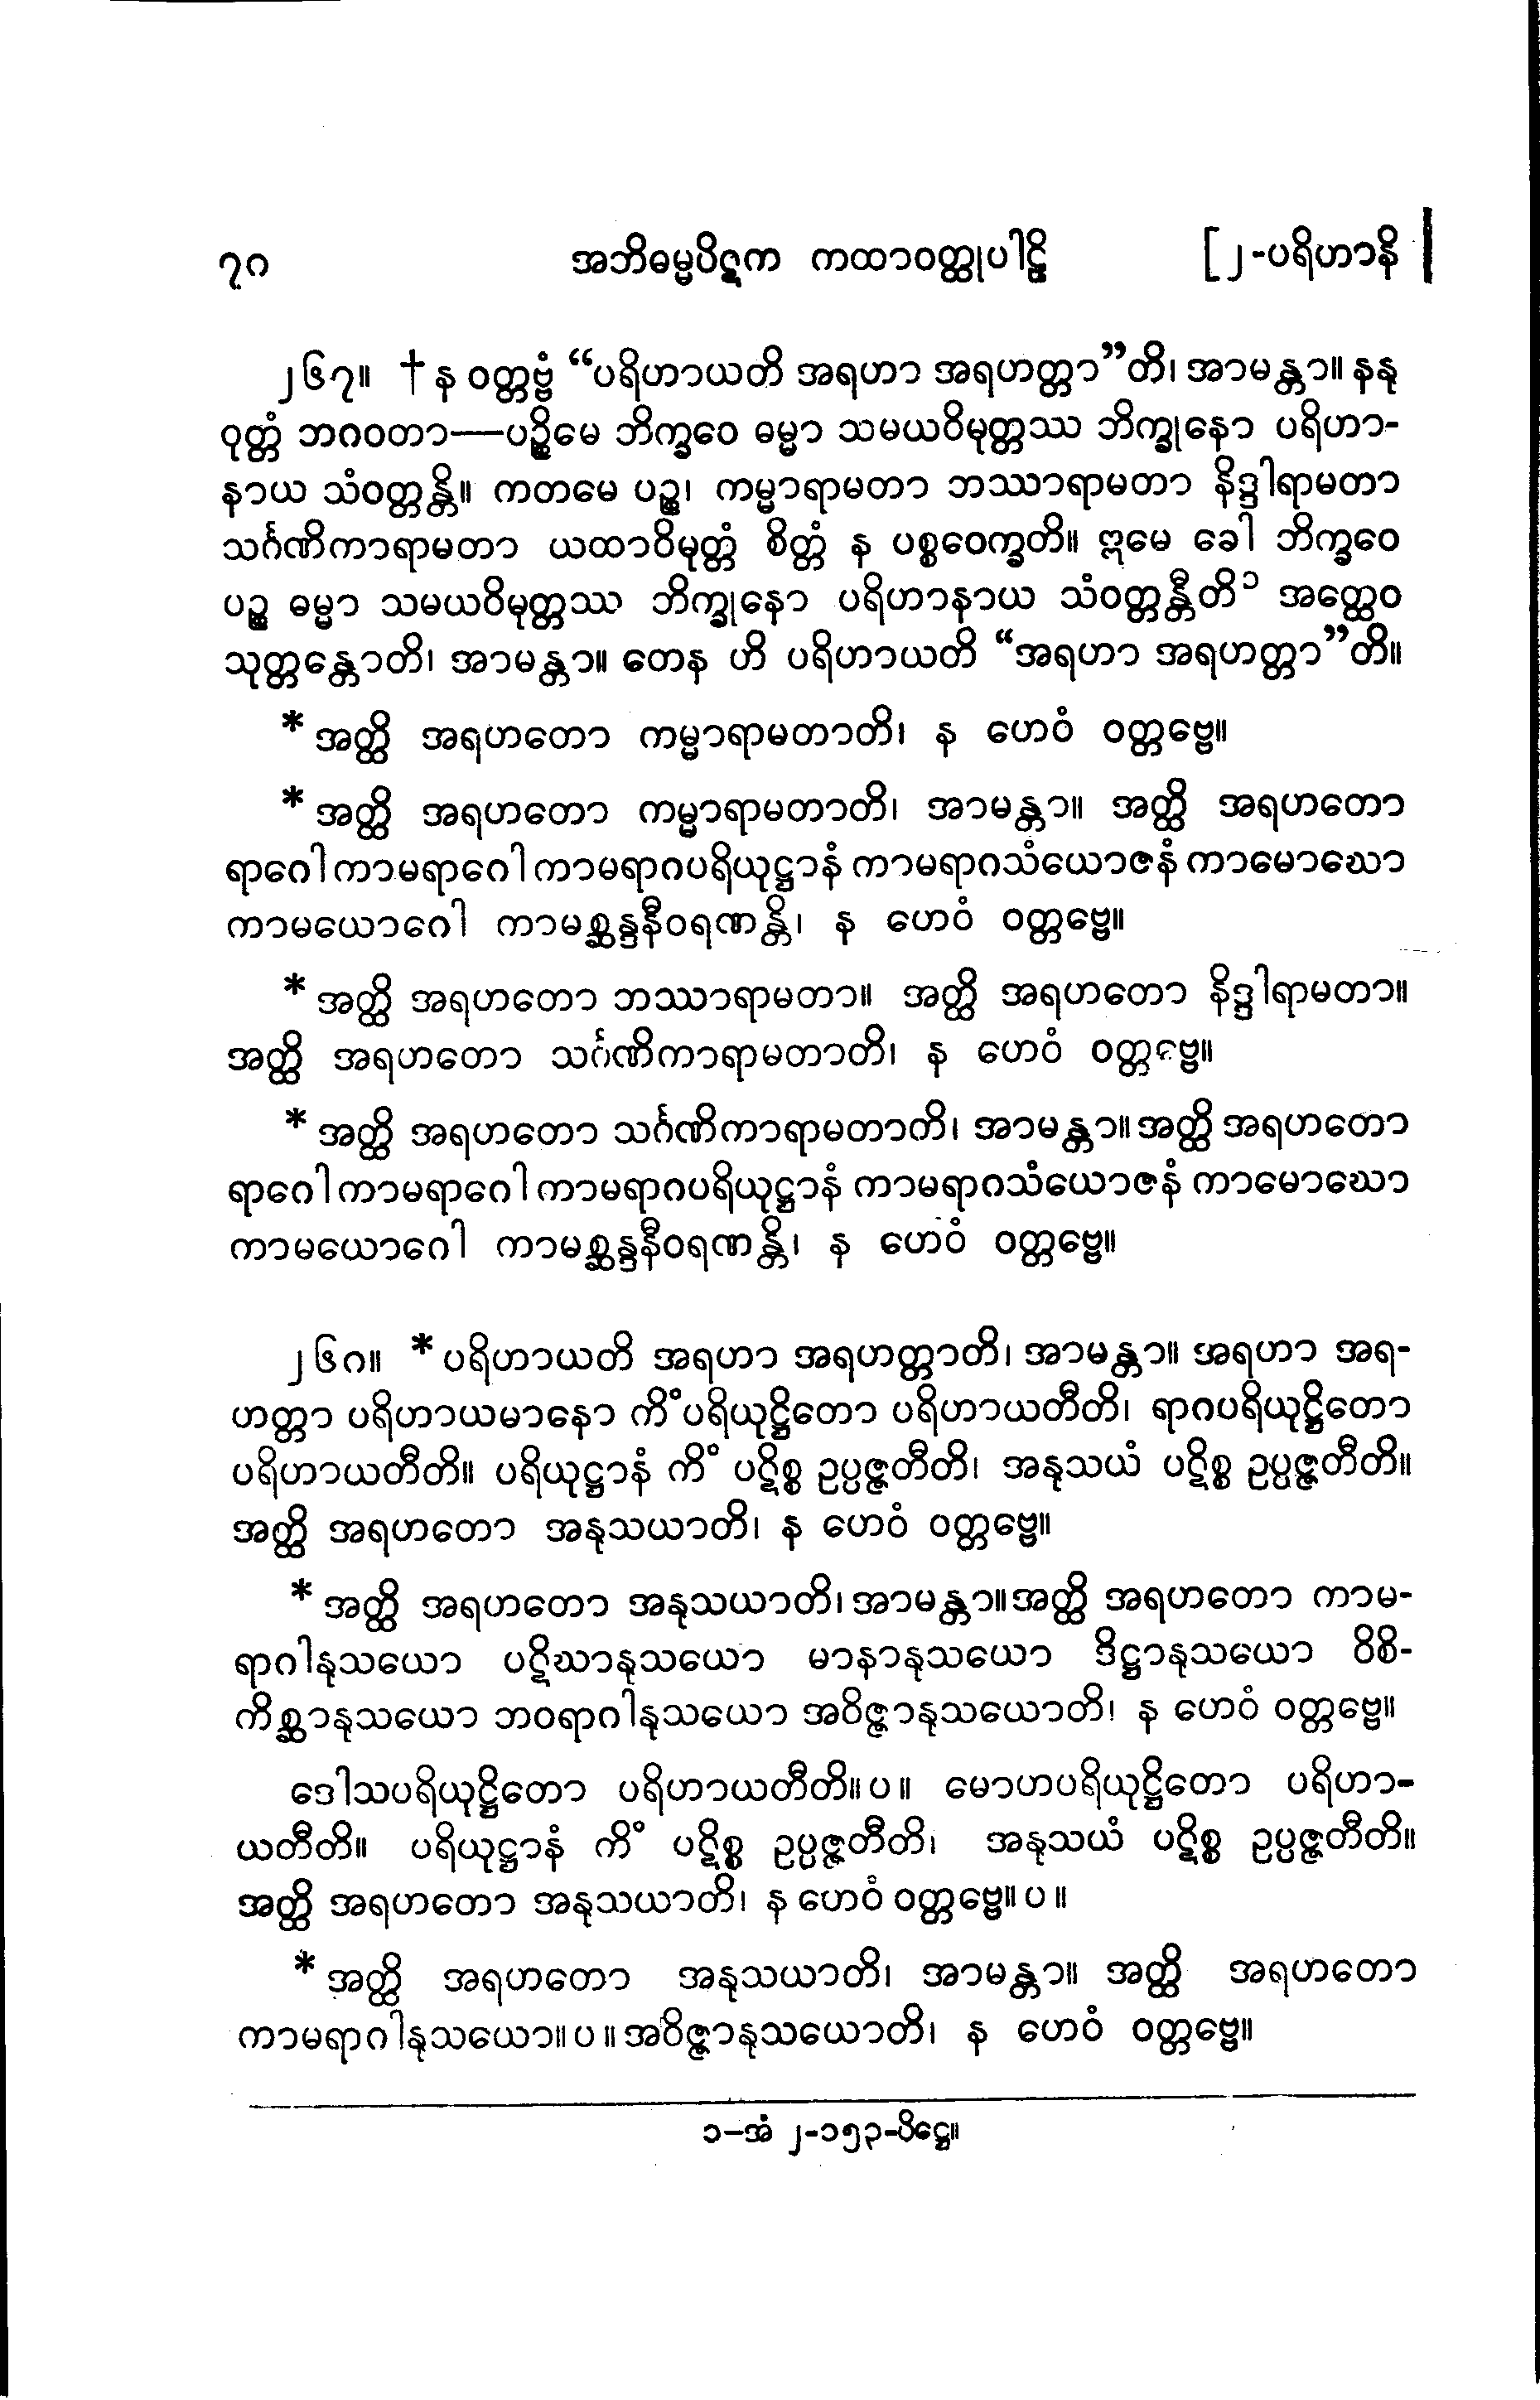 ၇၀ အဘိဓမ္မပိဋက ကထာဝတ္ထုပါဠိ [၂-ပရိဟာနိ
၂၆၇။ † န ဝတ္တဗ္ဗံ “ပရိဟာယတိ အရဟာ အရဟတ္တာ”တိ၊ အာမန္တာ။ နနု
ဝုတ္တံ ဘဂဝတာ—ပဉ္စိမေ ဘိက္ခဝေ ဓမ္မာ သမယဝိမုတ္တဿ ဘိက္ခုနော ပရိဟာ-
နာယ သံဝတ္တန္တိ။ ကတမေ ပဉ္စ၊ ကမ္မာရာမတာ ဘဿာရာမတာ နိဒ္ဒါရာမတာ
သင်္ဂဏိကာရာမတာ ယထာဝိမုတ္တံ စိတ္တံ န ပစ္စဝေက္ခတိ။ ဣမေ ခေါ ဘိက္ခဝေ
ပဉ္စ ဓမ္မာ သမယဝိမုတ္တဿ ဘိက္ခုနော ပရိဟာနာယ သံဝတ္တန္တီတိ၁ အတ္ထေဝ
သုတ္တန္တောတိ၊ အာမန္တာ။ တေန ဟိ ပရိဟာယတိ “အရဟာ အရဟတ္တာ”တိ။
* အတ္ထိ အရဟတော ကမ္မာရာမတာတိ၊ န ဟေဝံ ဝတ္တဗ္ဗေ။
* အတ္ထိ အရဟတော ကမ္မာရာမတာတိ၊ အာမန္တာ။ အတ္ထိ အရဟတော
ရာဂေါ ကာမရာဂေါ ကာမရာဂပရိယုဋ္ဌာနံ ကာမရာဂသံယောဇနံ ကာမောဃော
ကာမယောဂေါ ကာမစ္ဆန္ဒနီဝရဏန္တိ၊ န ဟေဝံ ဝတ္တဗ္ဗေ။
* အတ္ထိ အရဟတော ဘဿာရာမတာ။ အတ္ထိ အရဟတော နိဒ္ဒါရာမတာ။
အတ္ထိ အရဟတော သင်္ဂဏိကာရာမတာတိ၊ န ဟေဝံ ဝတ္တဗ္ဗေ။
* အတ္ထိ အရဟတော သင်္ဂဏိကာရာမတာတိ၊ အာမန္တာ။ အတ္ထိ အရဟတော
ရာဂေါ ကာမရာဂေါ ကာမရာဂပရိယုဋ္ဌာနံ ကာမရာဂသံယောဇနံ ကာမောဃော
ကာမယောဂေါ ကာမစ္ဆန္ဒနီဝရဏန္တိ၊ န ဟေဝံ ဝတ္တဗ္ဗေ။
၂၆၈။ * ပရိဟာယတိ အရဟာ အရဟတ္တာတိ၊ အာမန္တာ။ အရဟာ အရ-
ဟတ္တာ ပရိဟာယမာနော ကိံပရိယုဋ္ဌိတော ပရိဟာယတီတိ၊ ရာဂပရိယုဋ္ဌိတော
ပရိဟာယတီတိ။ ပရိယုဋ္ဌာနံ ကိံ ပဋိစ္စ ဥပ္ပဇ္ဇတီတိ၊ အနုသယံ ပဋိစ္စ ဥပ္ပဇ္ဇတီတိ။
အတ္ထိ အရဟတော အနုသယာတိ၊ န ဟေဝံ ဝတ္တဗ္ဗေ။
* အတ္ထိ အရဟတော အနုသယာတိ၊ အာမန္တာ။ အတ္ထိ အရဟတော ကာမ-
ရာဂါနုသယော ပဋိဃာနုသယော မာနာနုသယော ဒိဋ္ဌာနုသယော ဝိစိ-
ကိစ္ဆာနုသယော ဘဝရာဂါနုသယော အဝိဇ္ဇာနုသယောတိ၊ န ဟေဝံ ဝတ္တဗ္ဗေ။
ဒေါသပရိယုဋ္ဌိတော ပရိဟာယတီတိ။ ပ ။ မောဟပရိယုဋ္ဌိတော ပရိဟာ-
ယတီတိ။ ပရိယုဋ္ဌာနံ ကိံ ပဋိစ္စ ဥပ္ပဇ္ဇတီတိ၊ အနုသယံ ပဋိစ္စ ဥပ္ပဇ္ဇတီတိ။
အတ္ထိ အရဟတော အနုသယာတိ၊ န ဟေဝံ ဝတ္တဗ္ဗေ။ ပ ။
* အတ္ထိ အရဟတော အနုသယာတိ၊ အာမန္တာ။ အတ္ထိ အရဟတော
ကာမရာဂါနုသယော။ ပ ။ အဝိဇ္ဇာနုသယောတိ၊ န ဟေဝံ ဝတ္တဗ္ဗေ။
၁–အံ ၂-၁၅၃-ပိဋ္ဌေ။